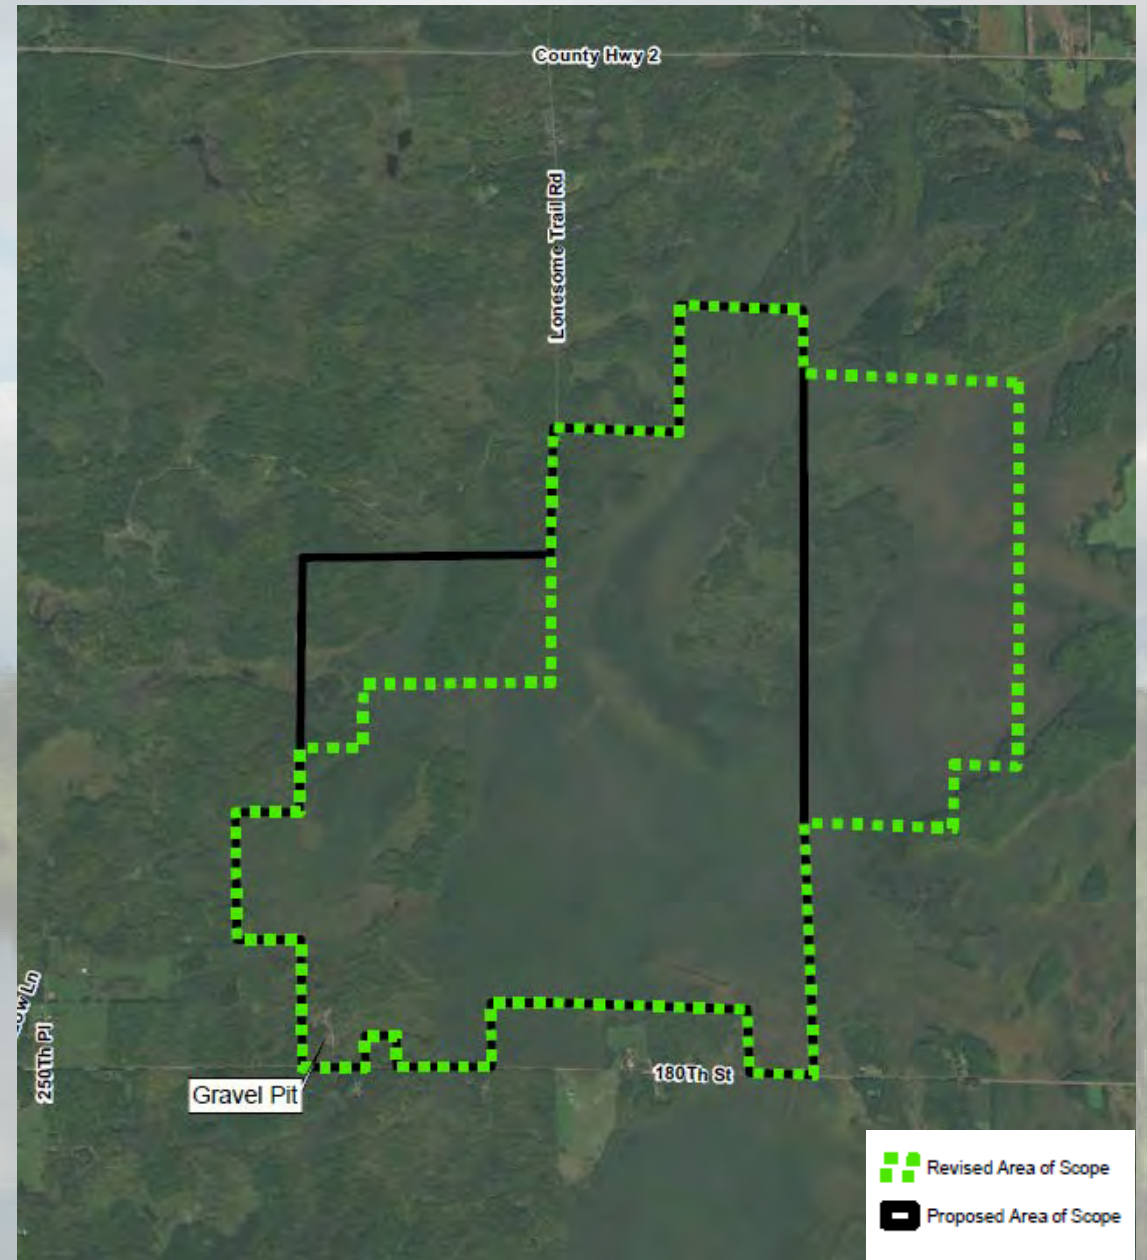 County Hwy 2
Lonesome Trail Rd
250Th Pl
Gravel Pit
180Th St
Revised Area of Scope
Proposed Area of Scope